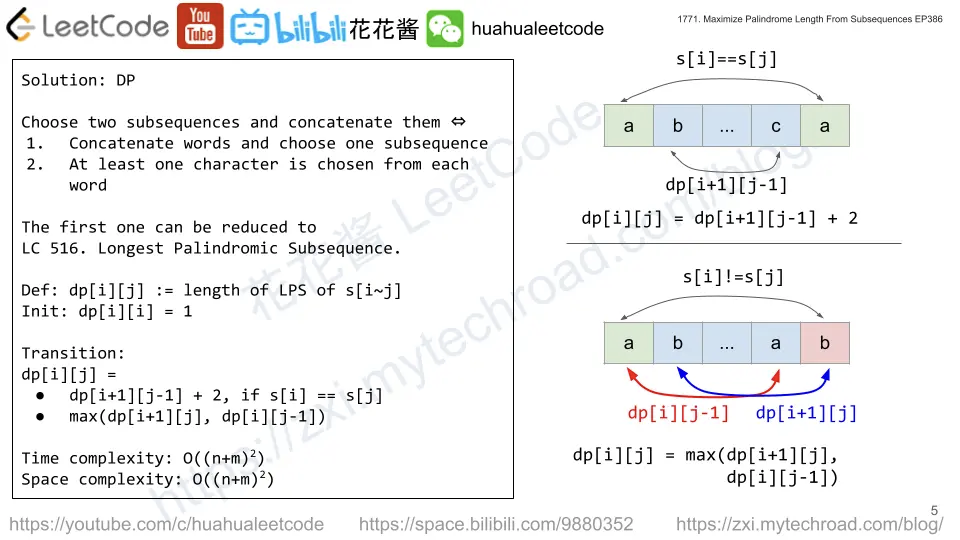 LeetCode
You
Tube
bilibili
花花酱
huahualeetcode
1771. Maximize Palindrome Length From Subsequences EP386
Solution: DP
Choose two subsequences and concatenate them ⇔
1. Concatenate words and choose one subsequence
2. At least one character is chosen from each
word
The first one can be reduced to
LC 516. Longest Palindromic Subsequence.
Def: dp[i][j] := length of LPS of s[i~j]
Init: dp[i][i] = 1
Transition:
dp[i][j] =
● dp[i+1][j-1] + 2, if s[i] == s[j]
● max(dp[i+1][j], dp[i][j-1])
Time complexity: O((n+m)²)
Space complexity: O((n+m)²)
s[i]==s[j]
a b ... c a
dp[i+1][j-1]
dp[i][j] = dp[i+1][j-1] + 2
s[i]!=s[j]
a b ... a b
dp[i][j-1] dp[i+1][j]
dp[i][j] = max(dp[i+1][j],
dp[i][j-1])
花花酱 LeetCode
https://zxi.mytechroad.com/blog/
5
https://youtube.com/c/huahualeetcode
https://space.bilibili.com/9880352
https://zxi.mytechroad.com/blog/